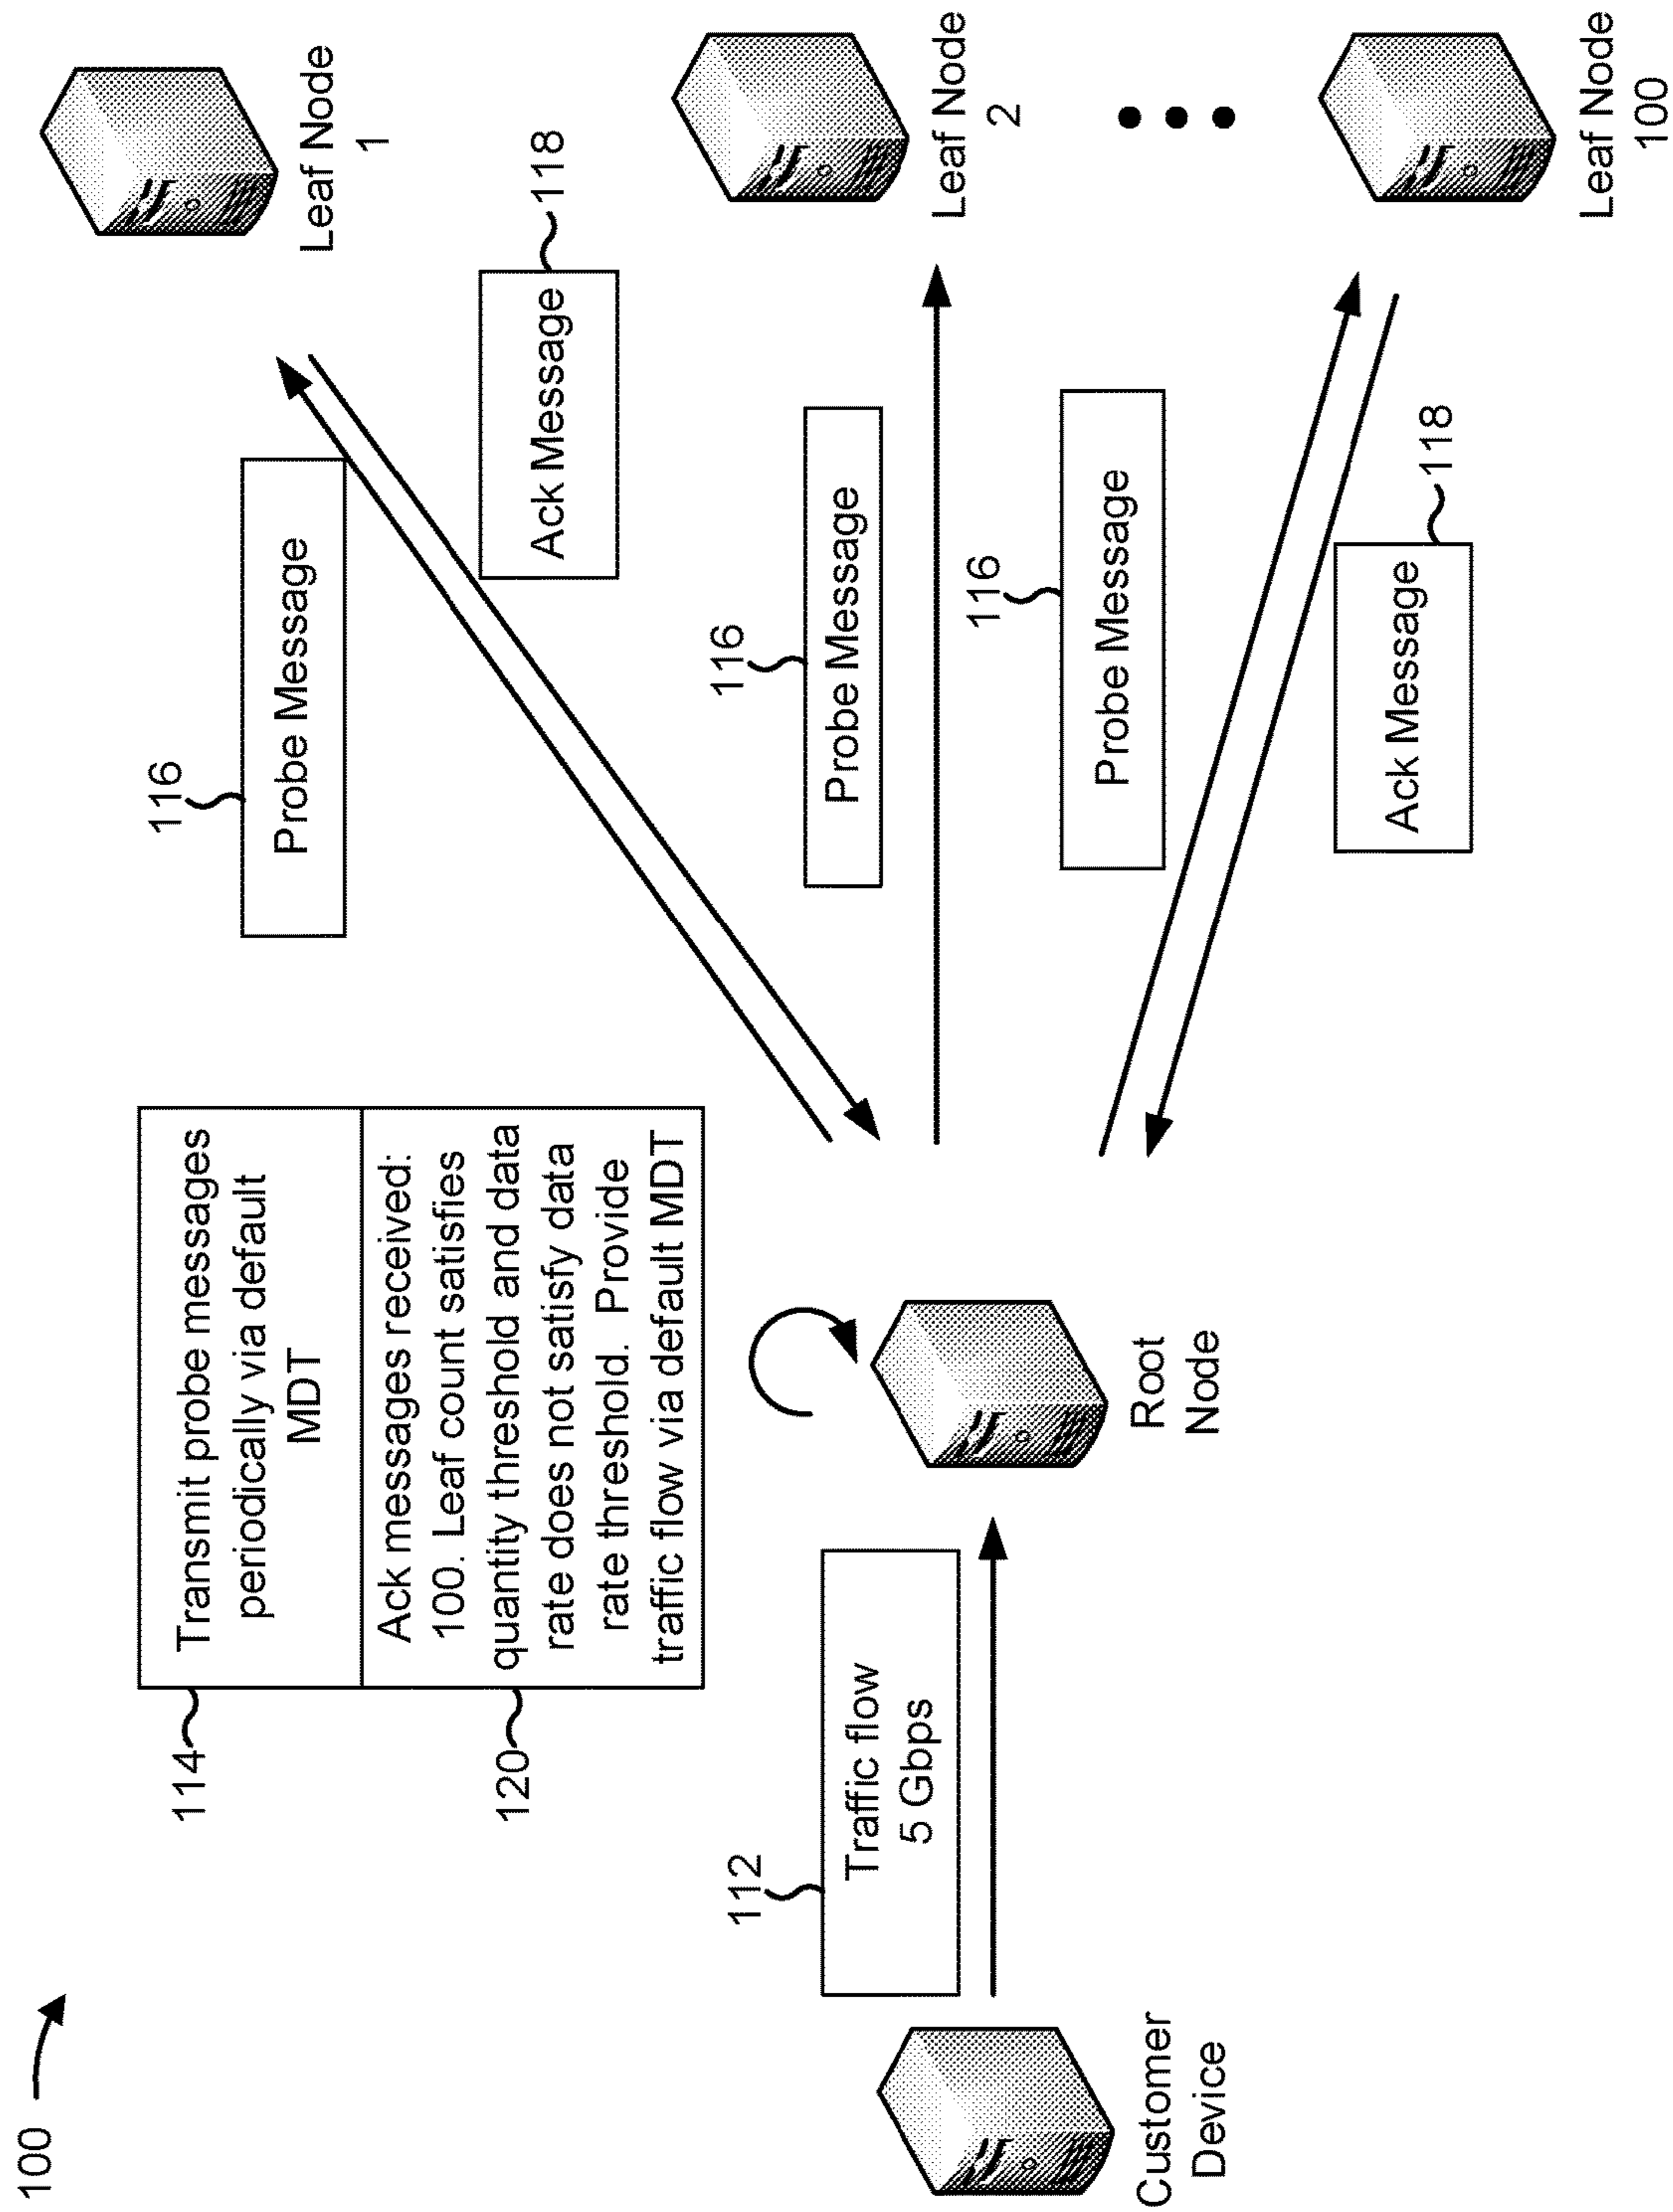 100
114
Transmit probe messages
periodically via default
MDT
120
Ack messages received:
100. Leaf count satisfies
quantity threshold and data
rate does not satisfy data
rate threshold. Provide
traffic flow via default MDT
116
Probe Message
Leaf Node
1
118
Ack Message
112
Traffic flow
5 Gbps
116
Probe Message
Leaf Node
2
Customer
Device
Root
Node
116
Probe Message
118
Ack Message
Leaf Node
100